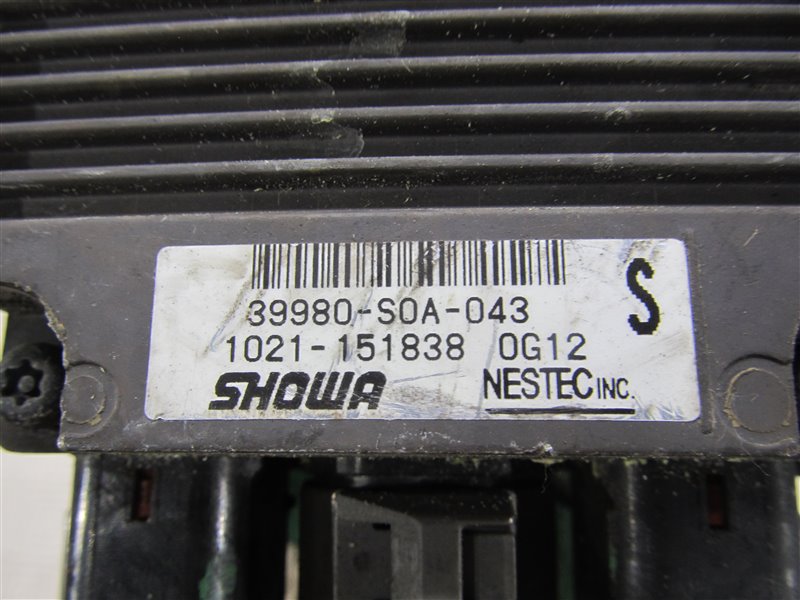 39980-S0A-043
S
1021-151838 0G12
SHOWA NESTEC INC.